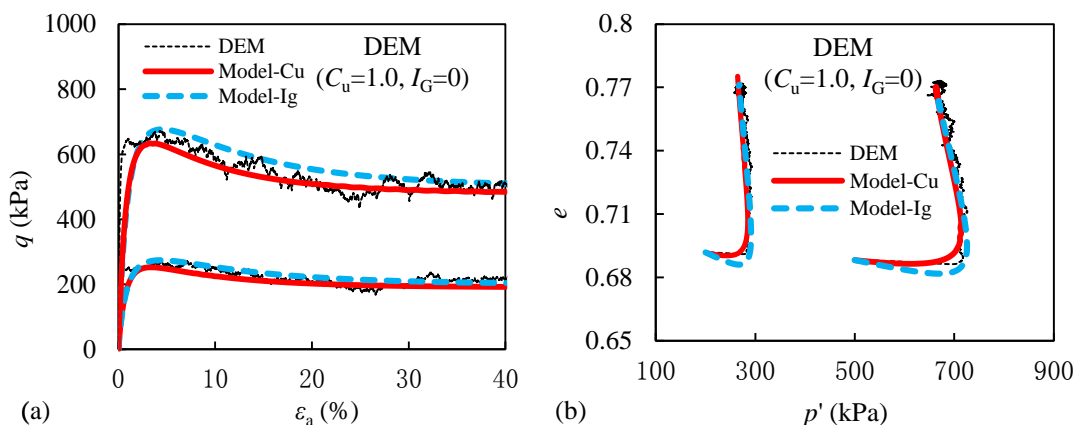 1000
800
600
400
200
0
q (kPa)
DEM
Model-Cu
Model-Ig
DEM
(Cu=1.0, IG=0)
0
10
20
30
40
(a)
εa (%)
0.8
0.77
0.74
0.71
0.68
0.65
e
DEM
(Cu=1.0, IG=0)
DEM
Model-Cu
Model-Ig
100
300
500
700
900
(b)
p' (kPa)